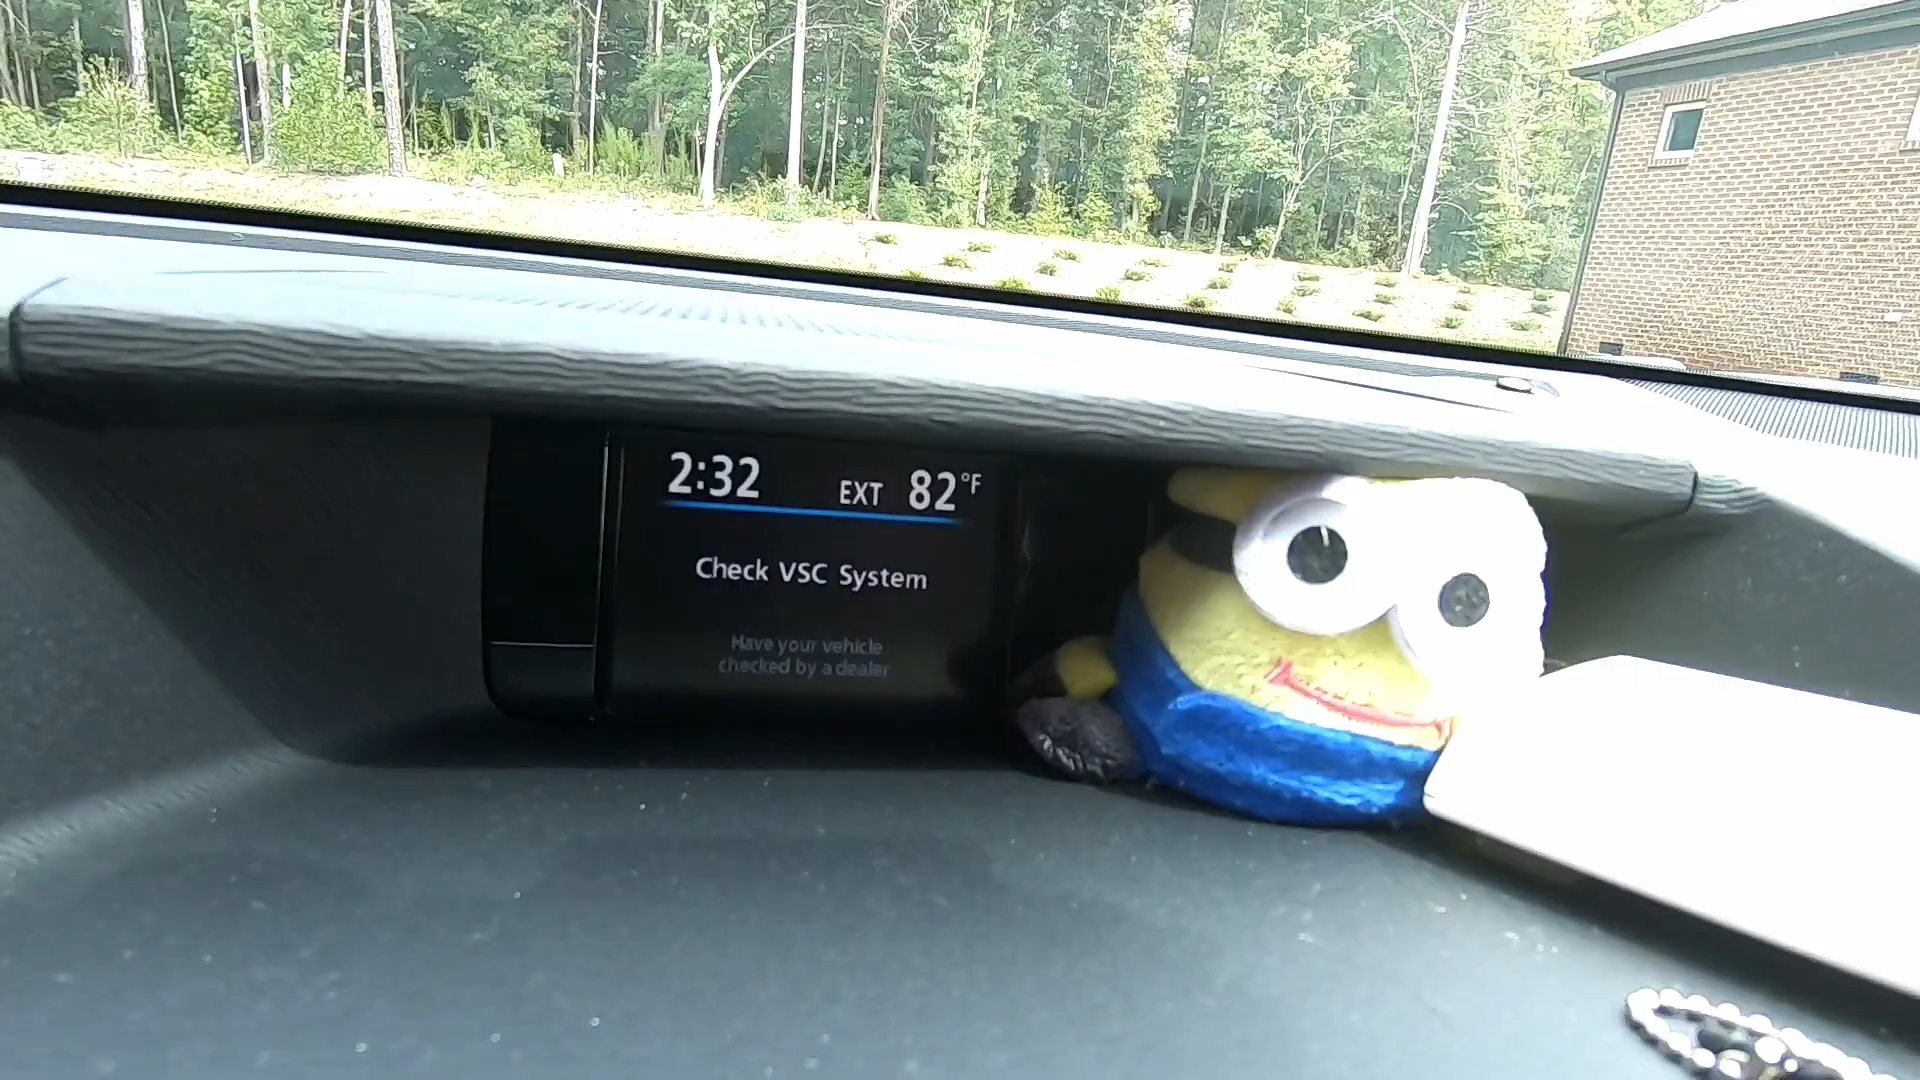 2:32 EXT 82°F
Check VSC System
Have your vehicle
checked by a dealer